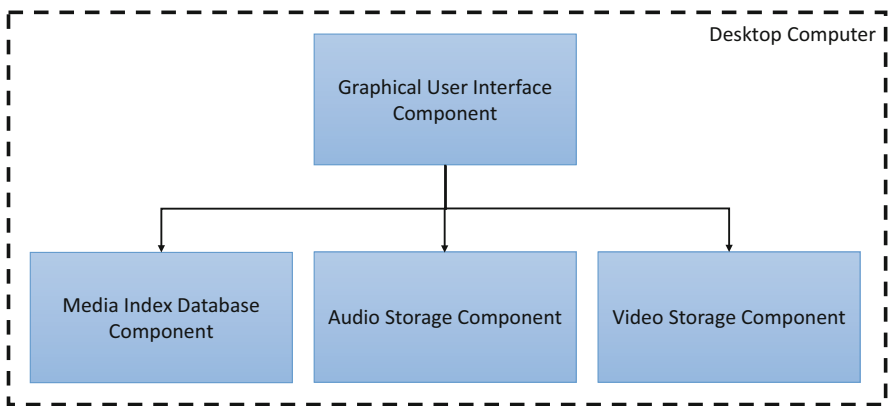 Desktop Computer
Graphical User Interface
Component
Media Index Database
Component
Audio Storage Component
Video Storage Component